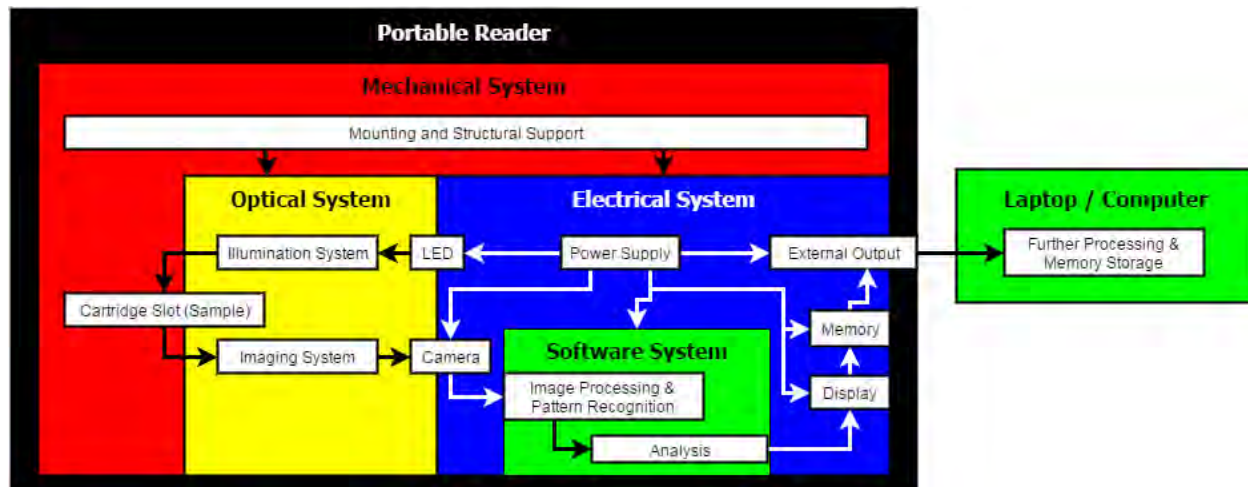 Portable Reader
Mechanical System
Mounting and Structural Support
Optical System
Electrical System
Laptop / Computer
Illumination System
LED
Power Supply
External Output
Further Processing &
Memory Storage
Cartridge Slot (Sample)
Imaging System
Camera
Software System
Memory
Image Processing &
Pattern Recognition
Display
Analysis